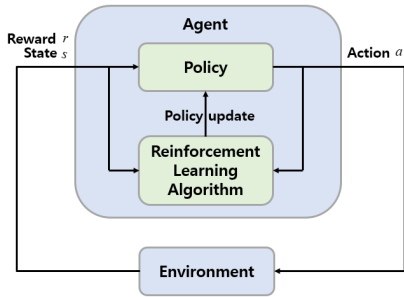 Agent
Reward r
State s
Action a
Policy
Policy update
Reinforcement
Learning
Algorithm
Environment